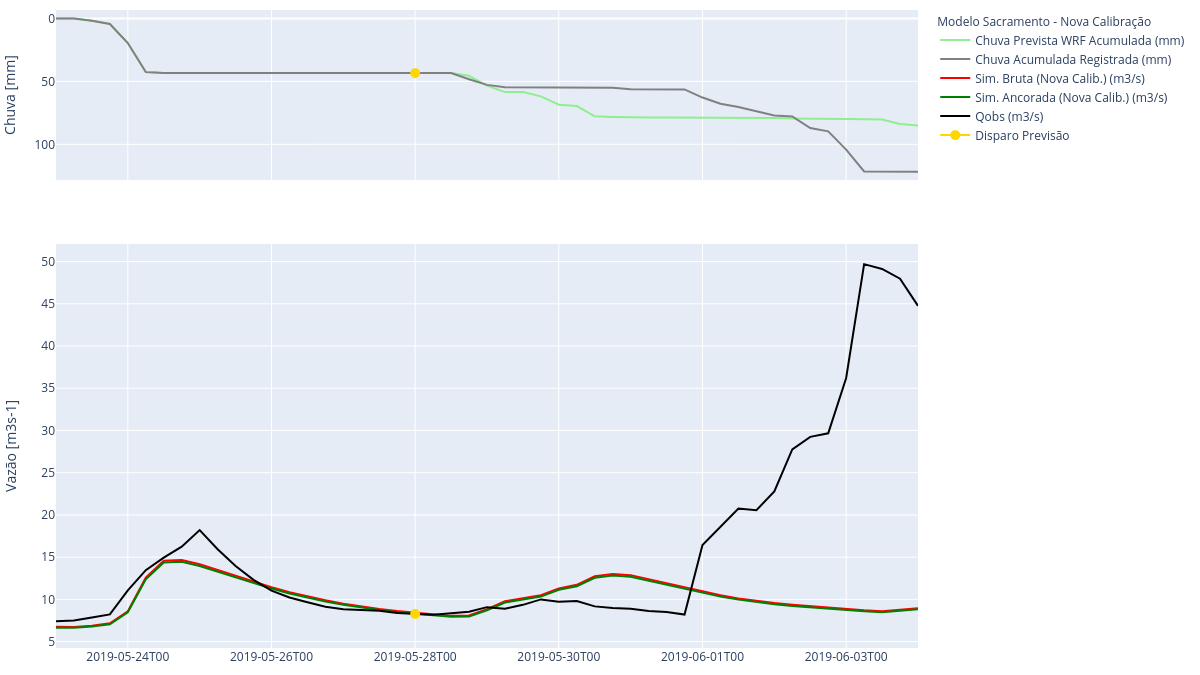 0
50
100
Chuva [mm]
Modelo Sacramento - Nova Calibração
Chuva Prevista WRF Acumulada (mm)
Chuva Acumulada Registrada (mm)
Sim. Bruta (Nova Calib.) (m3/s)
Sim. Ancorada (Nova Calib.) (m3/s)
Qobs (m3/s)
Disparo Previsão
50
45
40
35
30
25
20
15
10
5
Vazão [m3s-1]
2019-05-24T00
2019-05-26T00
2019-05-28T00
2019-05-30T00
2019-06-01T00
2019-06-03T00